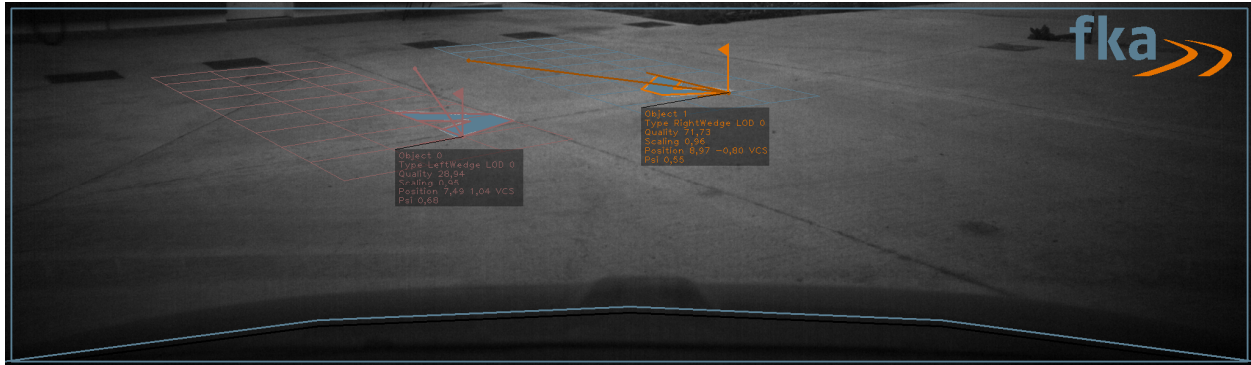 fka
Object 1
Type RightWedge LOD 0
Quality 71,73
Scaling 0,96
Position 8,97 -0,80 VCS
Psi 0,55
Object 0
Type LeftWedge LOD 0
Quality 28,94
Scaling 0,95
Position 7,49 1,04 VCS
Psi 0,68